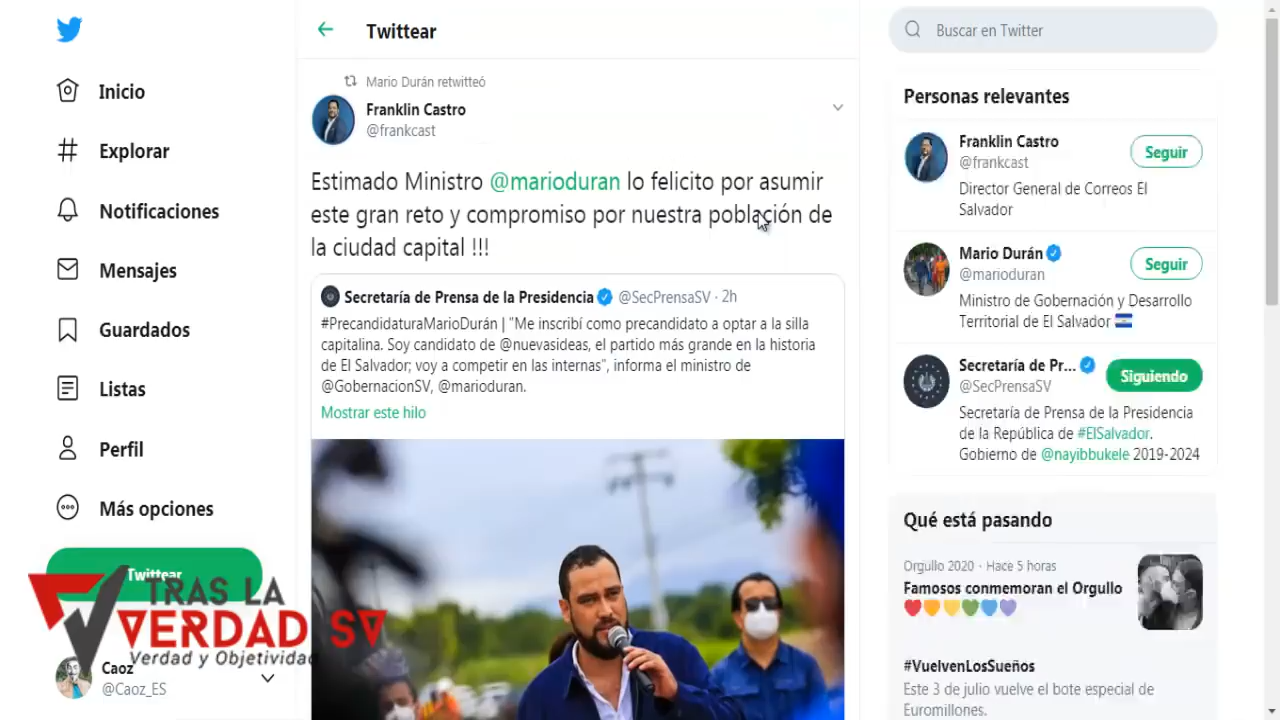 Inicio
Explorar
Notificaciones
Mensajes
Guardados
Listas
Perfil
Más opciones
Twittear
TRAS LA
VERDAD SV
Verdad y Objetividad
Caoz
@Caoz_ES
Twittear
Mario Durán retwitteó
Franklin Castro
@frankcast
Estimado Ministro @marioduran lo felicito por asumir
este gran reto y compromiso por nuestra población de
la ciudad capital !!!
Secretaría de Prensa de la Presidencia @SecPrensaSV · 2h
#PrecandidaturaMarioDurán | "Me inscribí como precandidato a optar a la silla
capitalina. Soy candidato de @nuevasideas, el partido más grande en la historia
de El Salvador; voy a competir en las internas", informa el ministro de
@GobernacionSV, @marioduran.
Mostrar este hilo
Buscar en Twitter
Personas relevantes
Franklin Castro
@frankcast
Seguir
Director General de Correos El
Salvador
Mario Durán
@marioduran
Seguir
Ministro de Gobernación y Desarrollo
Territorial de El Salvador
Secretaría de Pr...
@SecPrensaSV
Siguiendo
Secretaría de Prensa de la Presidencia
de la República de #ElSalvador.
Gobierno de @nayibbukele 2019-2024
Qué está pasando
Orgullo 2020 · Hace 5 horas
Famosos conmemoran el Orgullo
#VuelvenLosSueños
Este 3 de julio vuelve el bote especial de
Euromillones.